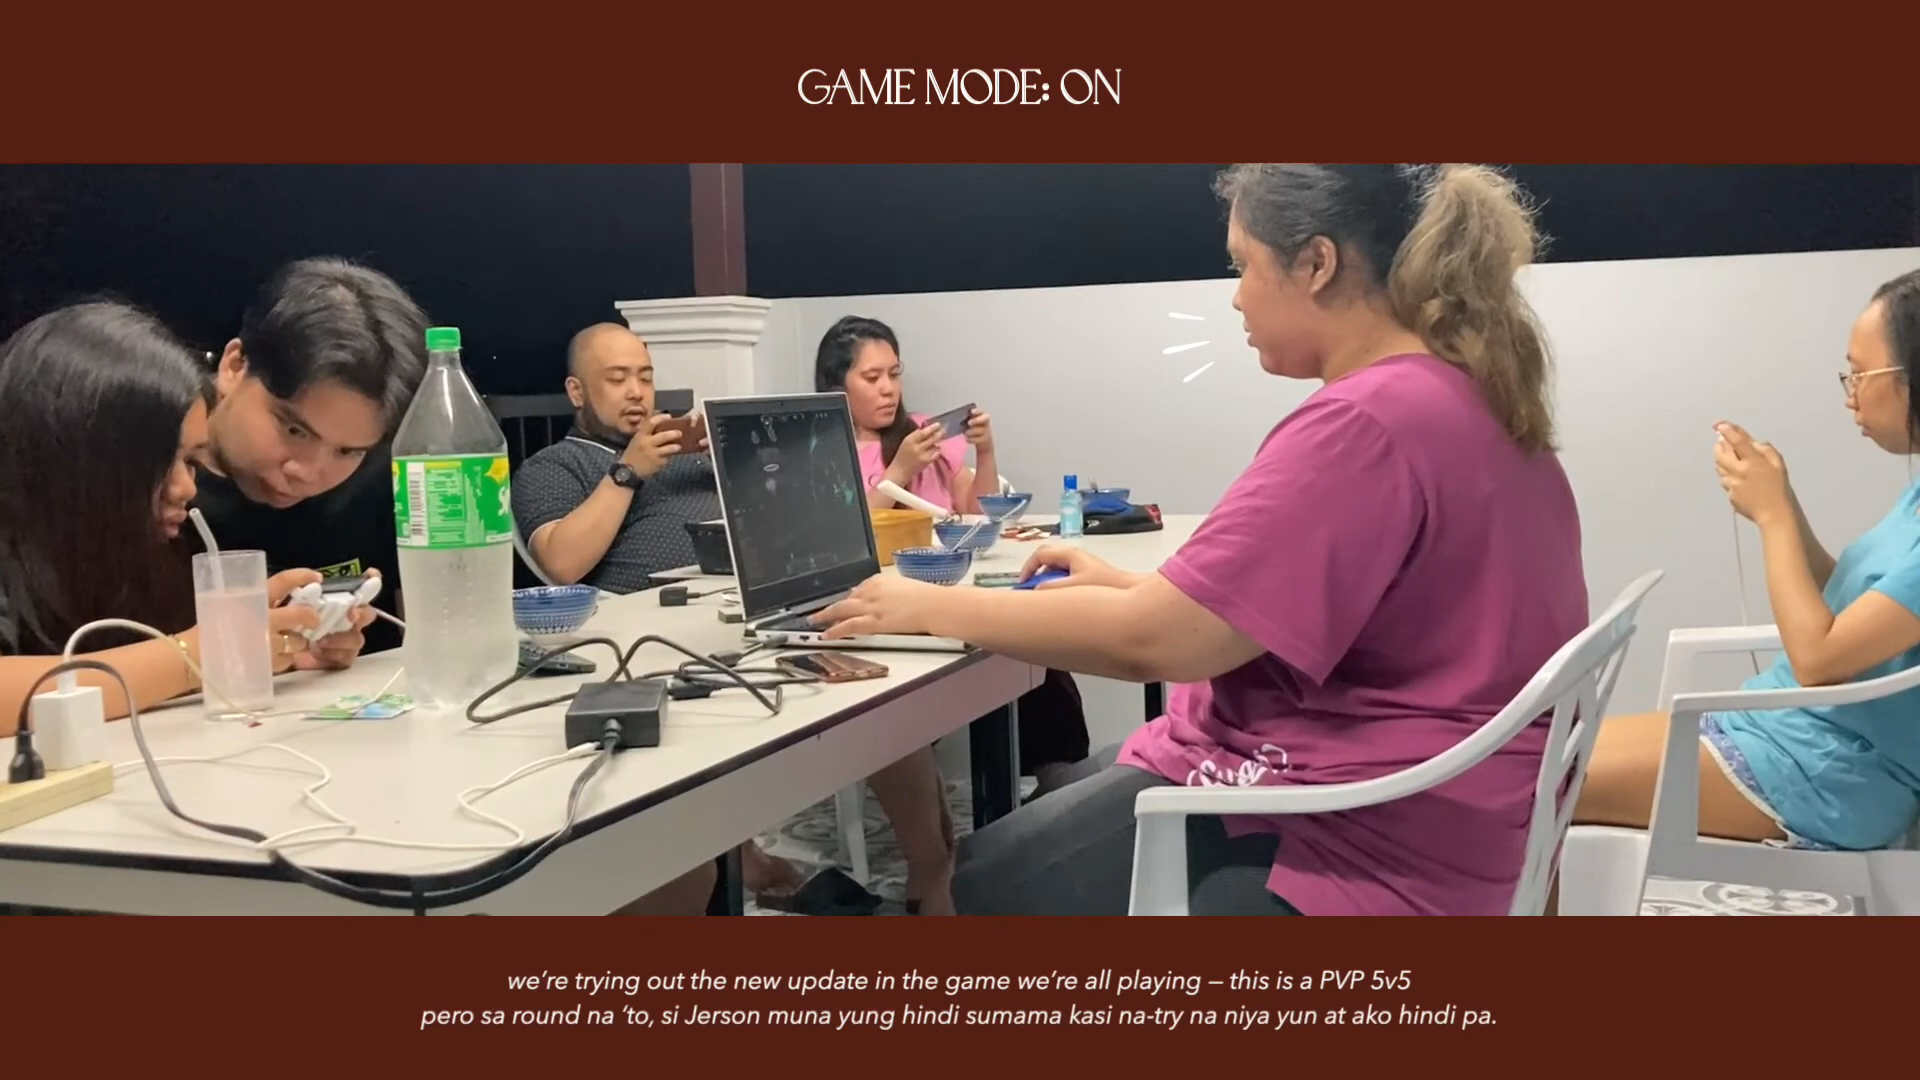 GAME MODE: ON
we're trying out the new update in the game we're all playing – this is a PVP 5v5
pero sa round na 'to, si Jerson muna yung hindi sumama kasi na-try na niya yun at ako hindi pa.